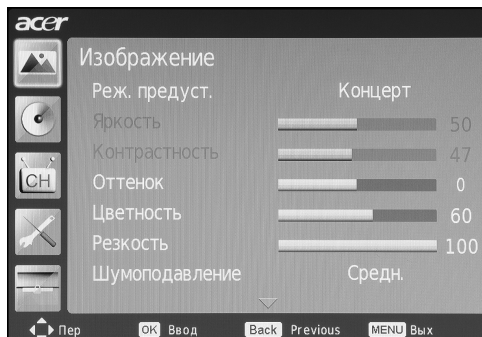 acer
Изображение
Реж. предуст. Концерт
Яркость 50
Контрастность 47
Оттенок 0
Цветность 60
Резкость 100
Шумоподавление Средн.
CH
Пер OK Ввод Back Previous MENU Вых